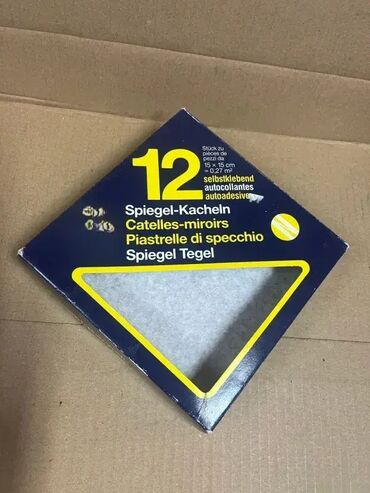 12
Stück zu
pièces de
pezzi da
15 x 15 cm
= 0,27 m²
selbstklebend
autocollantes
autoadesive
Spiegel-Kacheln
Catelles-miroirs
Piastrelle di specchio
Spiegel Tegel